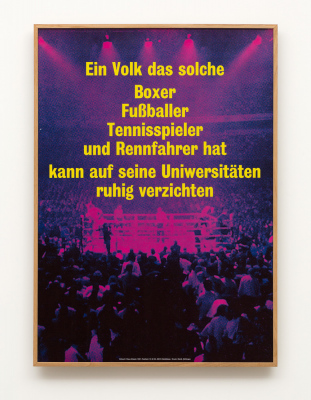 Ein Volk das solche
Boxer
Fußballer
Tennisspieler
und Rennfahrer hat
kann auf seine Uniwersitäten
ruhig verzichten